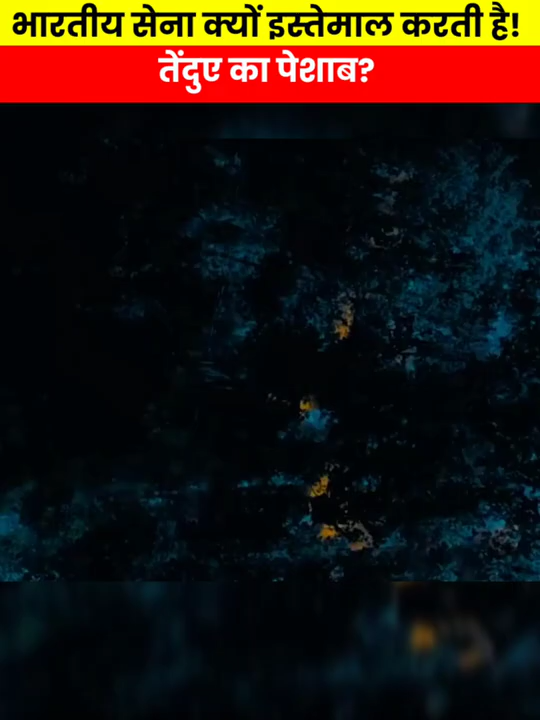 भारतीय सेना क्यों इस्तेमाल करती है!
तेंदुए का पेशाब?